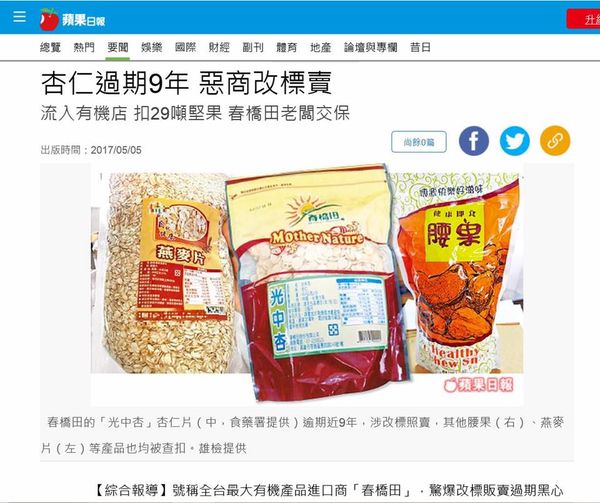 蘋果日報
升級
總覽 熱門 要聞 娛樂 國際 財經 副刊 體育 地產 論壇與專欄 昔日
杏仁過期9年 惡商改標賣
流入有機店 扣29噸堅果 春橋田老闆交保
出版時間：2017/05/05
尚餘0篇
燕麥片
春橋田
Mother Nature
光中杏
健康即食
腰果
Healthy
蘋果日報
春橋田的「光中杏」杏仁片（中，食藥署提供）逾期近9年，涉改標照賣，其他腰果（右）、燕麥
片（左）等產品也均被查扣。雄檢提供
【綜合報導】號稱全台最大有機產品進口商「春橋田」，驚爆改標販賣過期黑心